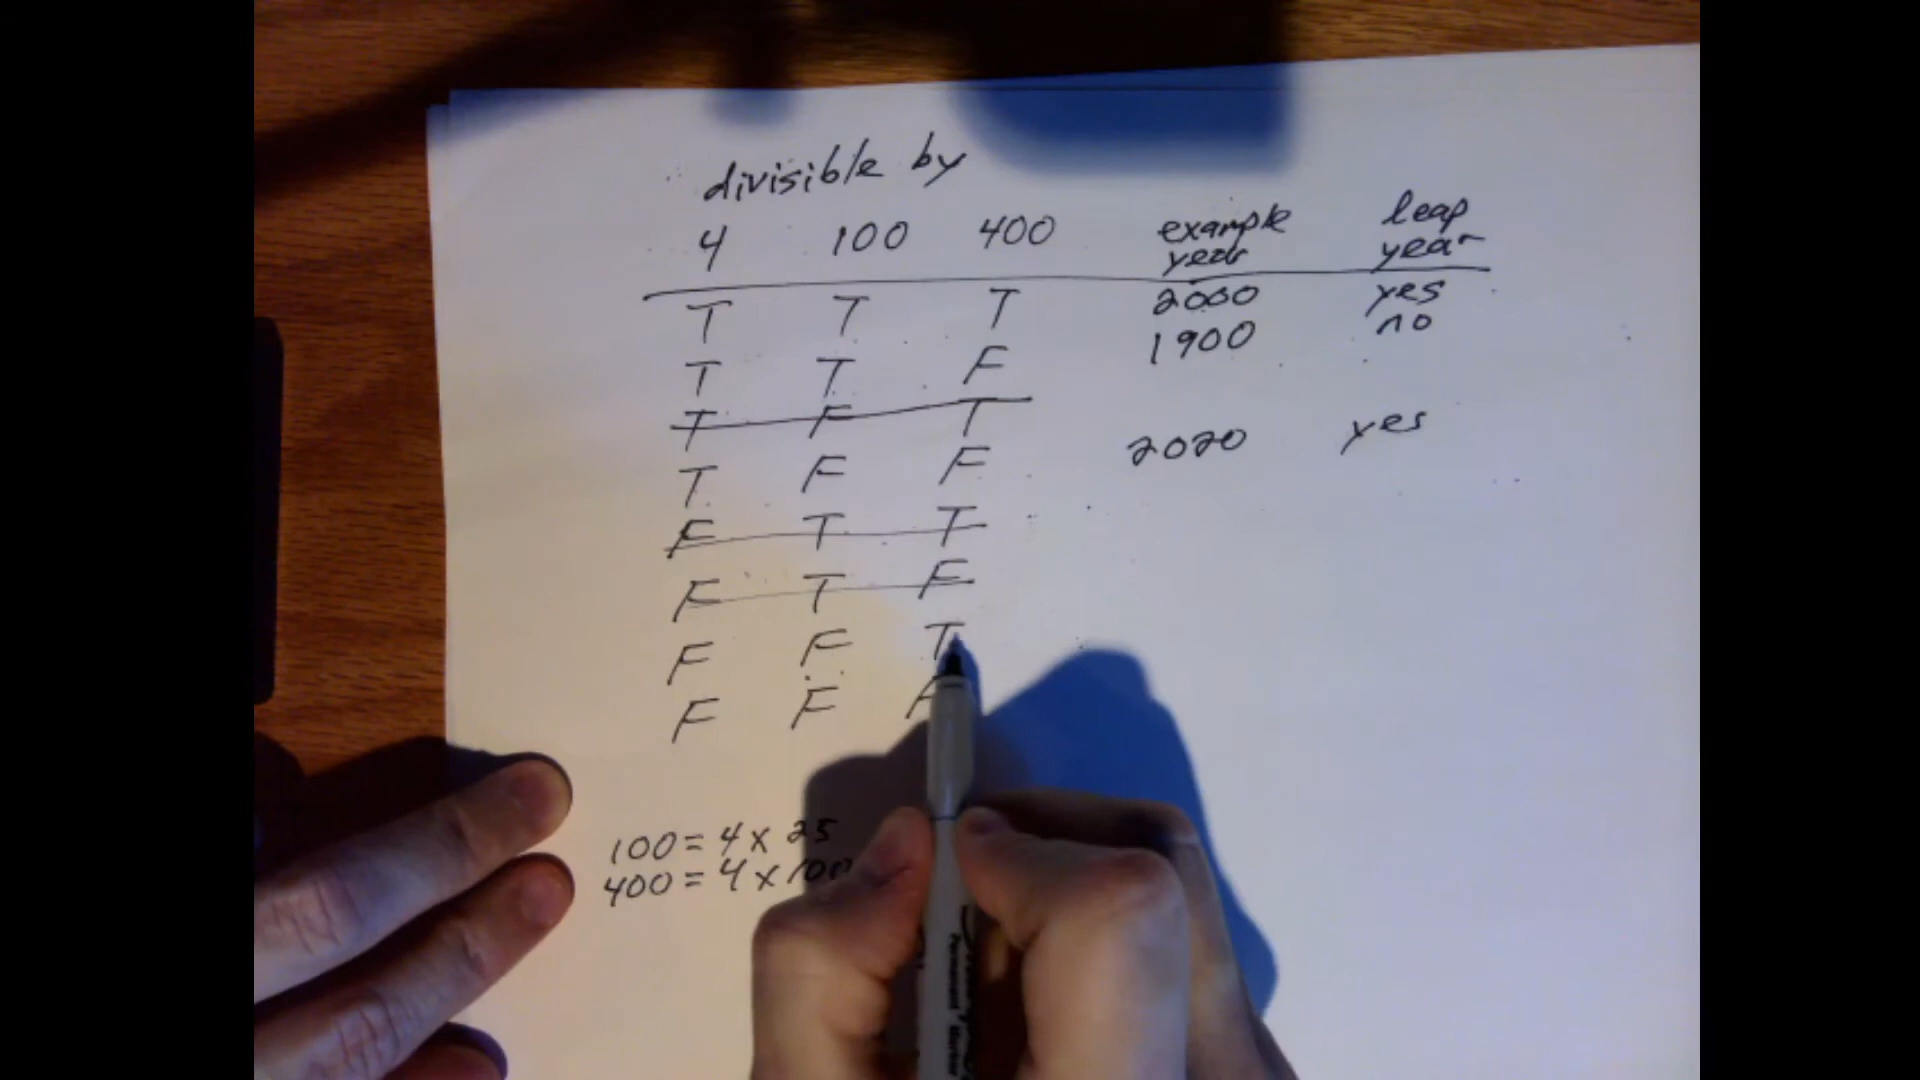 divisible by
4 100 400 example year leap year
T T T 2000 yes
T T F 1900 no
T F T
T F F 2020 yes
F T T
F T F
F F T
F F F
100 = 4 x 25
400 = 4 x 100